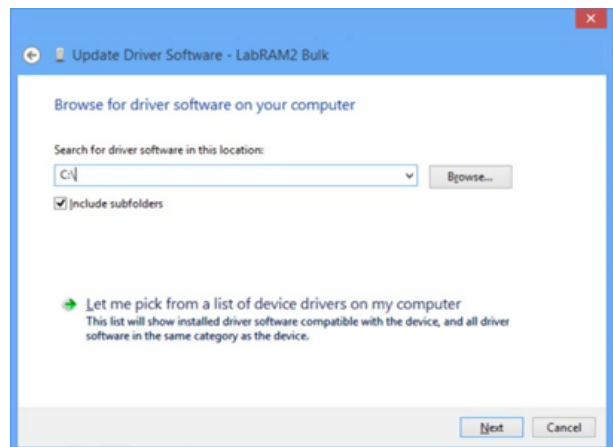 Update Driver Software - LabRAM2 Bulk
Browse for driver software on your computer
Search for driver software in this location:
C:\
Browse...
Include subfolders
Let me pick from a list of device drivers on my computer
This list will show installed driver software compatible with the device, and all driver
software in the same category as the device.
Next
Cancel